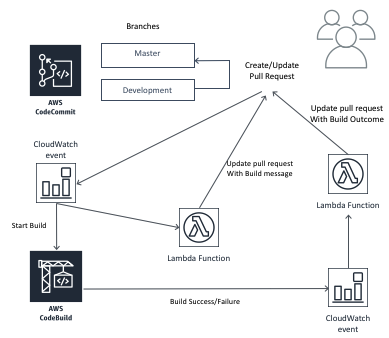 Branches
Master
Development
AWS
CodeCommit
Create/Update
Pull Request
Update pull request
With Build Outcome
CloudWatch
event
Update pull request
With Build message
Lambda Function
Start Build
Lambda Function
AWS
CodeBuild
Build Success/Failure
CloudWatch
event